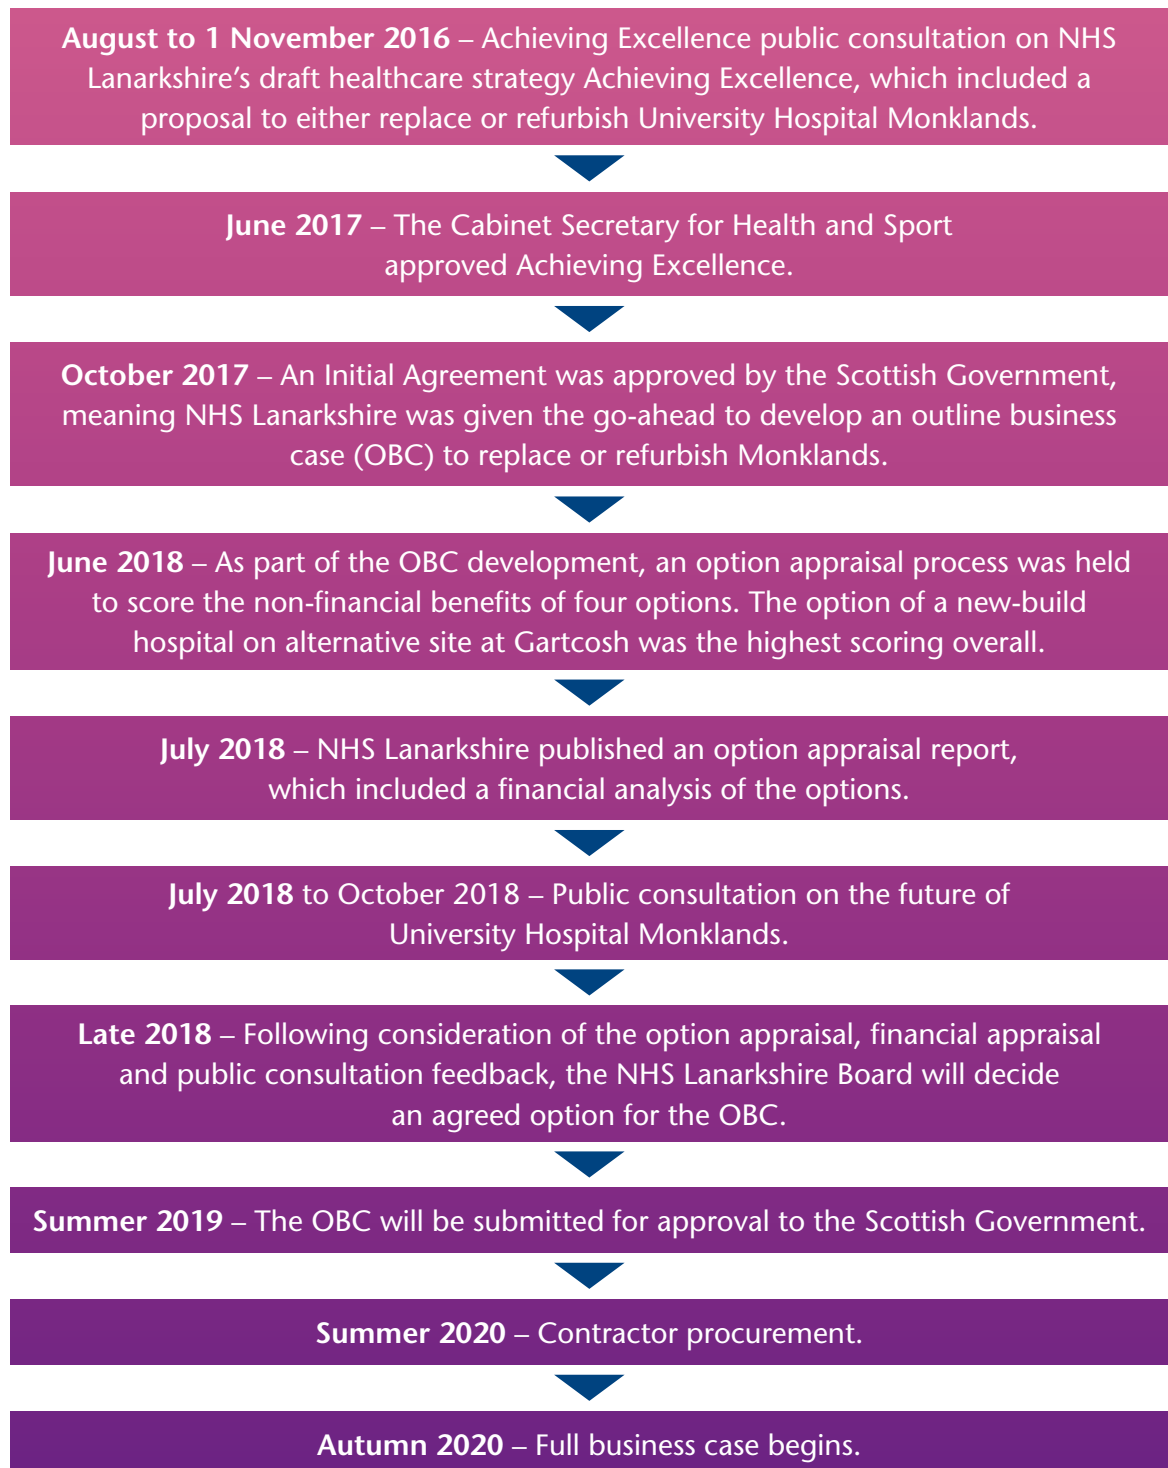 August to 1 November 2016 – Achieving Excellence public consultation on NHS
Lanarkshire’s draft healthcare strategy Achieving Excellence, which included a
proposal to either replace or refurbish University Hospital Monklands.
June 2017 – The Cabinet Secretary for Health and Sport
approved Achieving Excellence.
October 2017 – An Initial Agreement was approved by the Scottish Government,
meaning NHS Lanarkshire was given the go-ahead to develop an outline business
case (OBC) to replace or refurbish Monklands.
June 2018 – As part of the OBC development, an option appraisal process was held
to score the non-financial benefits of four options. The option of a new-build
hospital on alternative site at Gartcosh was the highest scoring overall.
July 2018 – NHS Lanarkshire published an option appraisal report,
which included a financial analysis of the options.
July 2018 to October 2018 – Public consultation on the future of
University Hospital Monklands.
Late 2018 – Following consideration of the option appraisal, financial appraisal
and public consultation feedback, the NHS Lanarkshire Board will decide
an agreed option for the OBC.
Summer 2019 – The OBC will be submitted for approval to the Scottish Government.
Summer 2020 – Contractor procurement.
Autumn 2020 – Full business case begins.